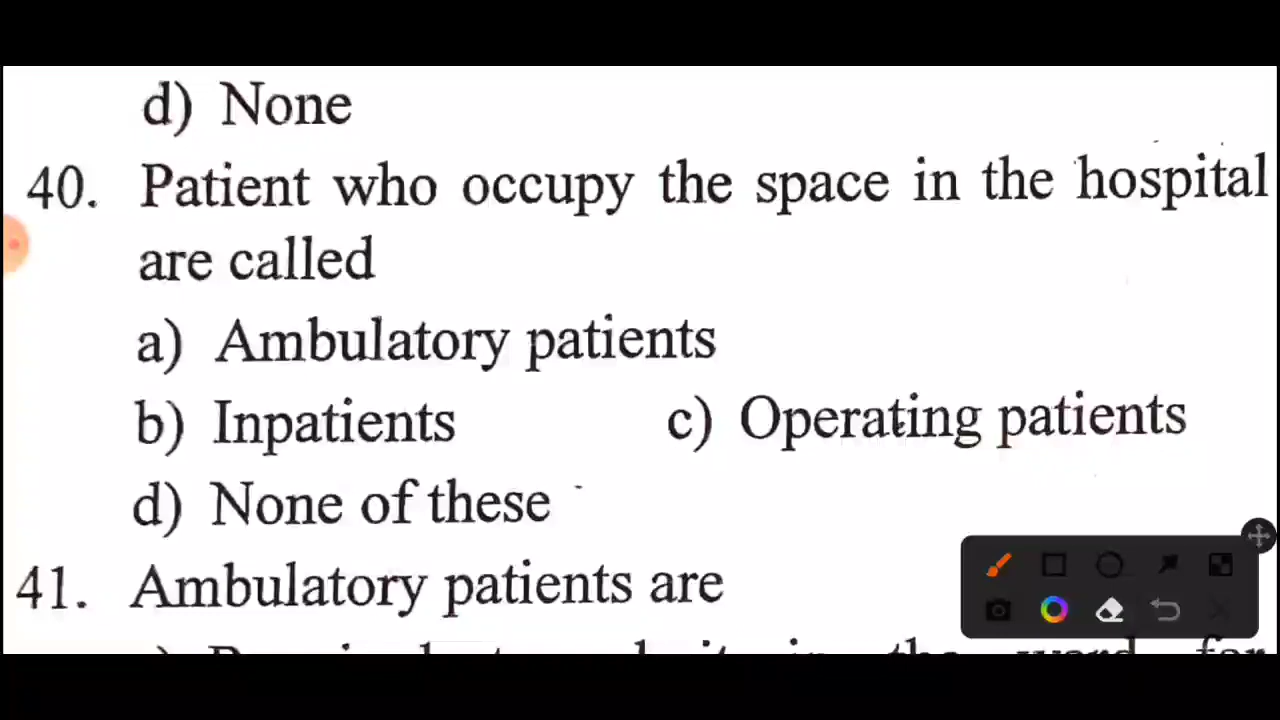 d) None
40. Patient who occupy the space in the hospital
are called
a) Ambulatory patients
b) Inpatients c) Operating patients
d) None of these
41. Ambulatory patients are